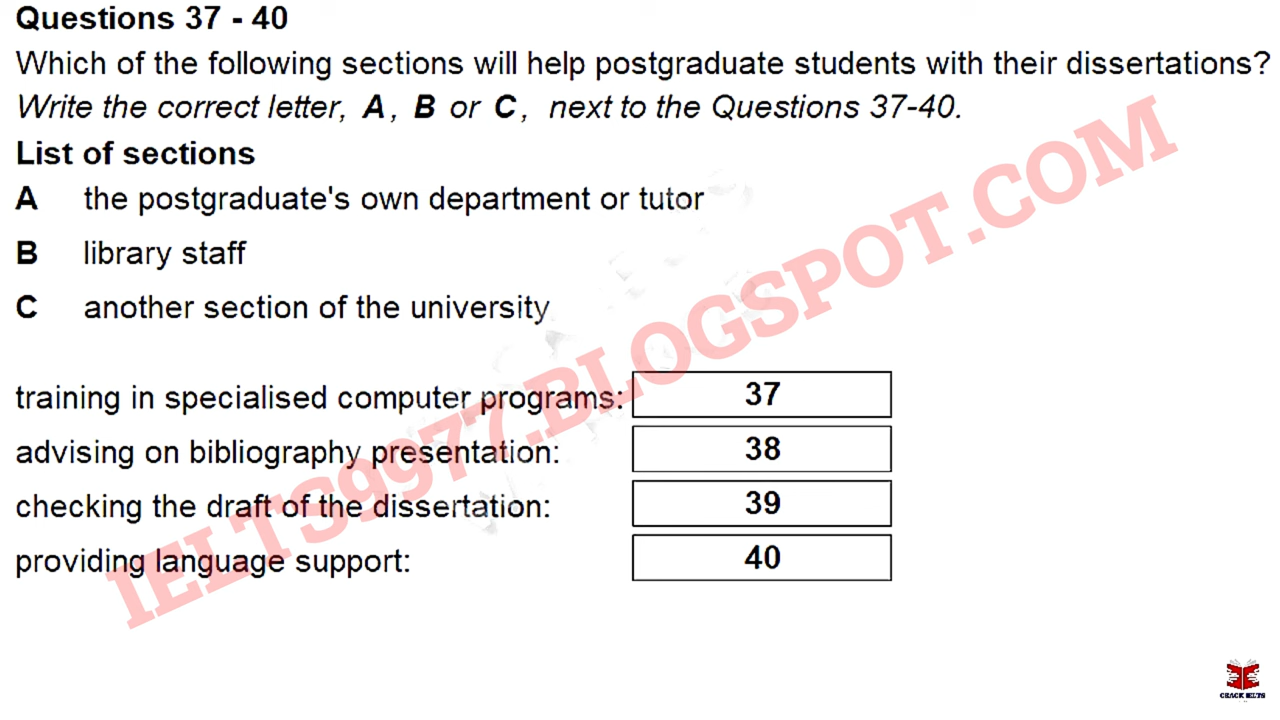 Questions 37 - 40
Which of the following sections will help postgraduate students with their dissertations?
Write the correct letter, A, B or C, next to the Questions 37-40.
List of sections
A the postgraduate's own department or tutor
B library staff
C another section of the university
training in specialised computer programs: 37
advising on bibliography presentation: 38
checking the draft of the dissertation: 39
providing language support: 40
IELTS9977.BLOGSPOT.COM
CRACK IELTS